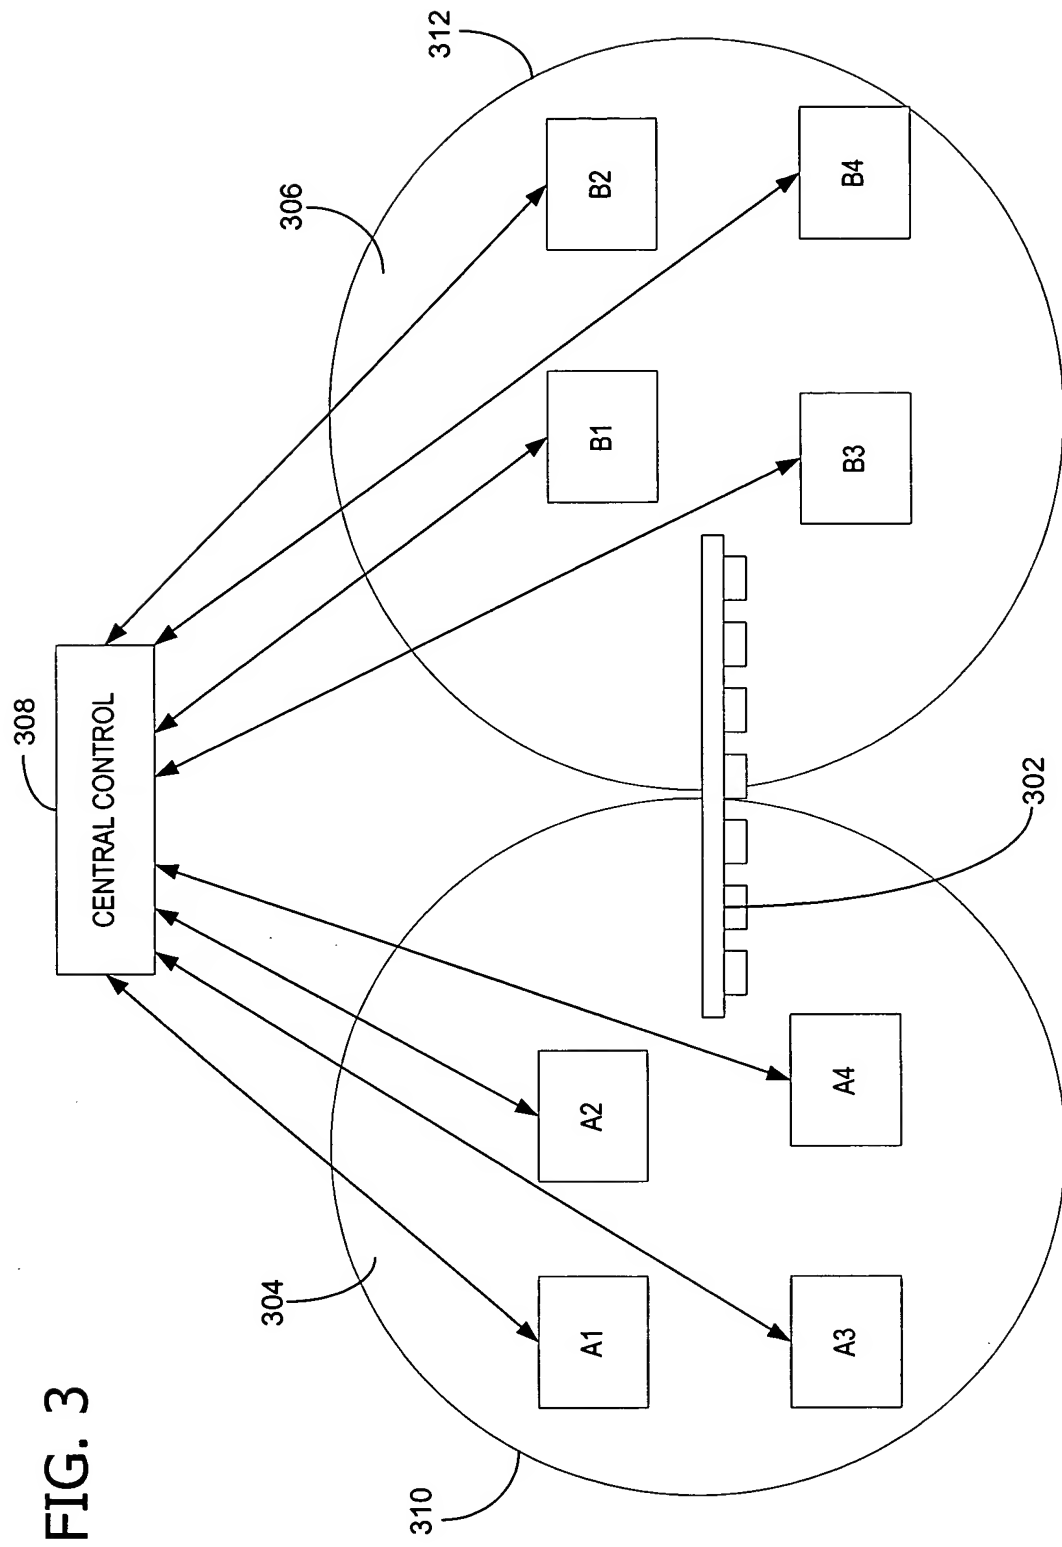 FIG. 3
308
CENTRAL CONTROL
304
306
310
312
A1
A2
B1
B2
A3
A4
B3
B4
302